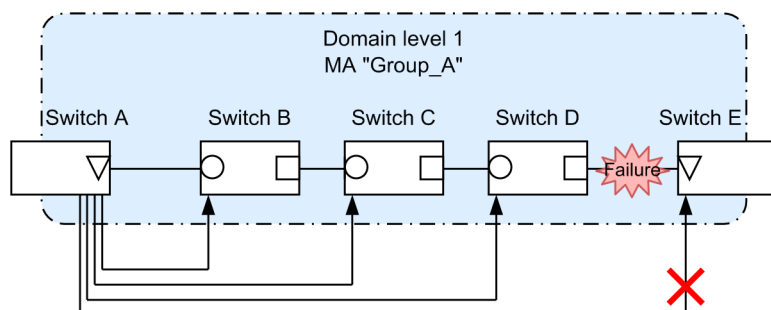 Domain level 1
MA "Group_A"
Switch A
Switch B
Switch C
Switch D
Switch E
Failure